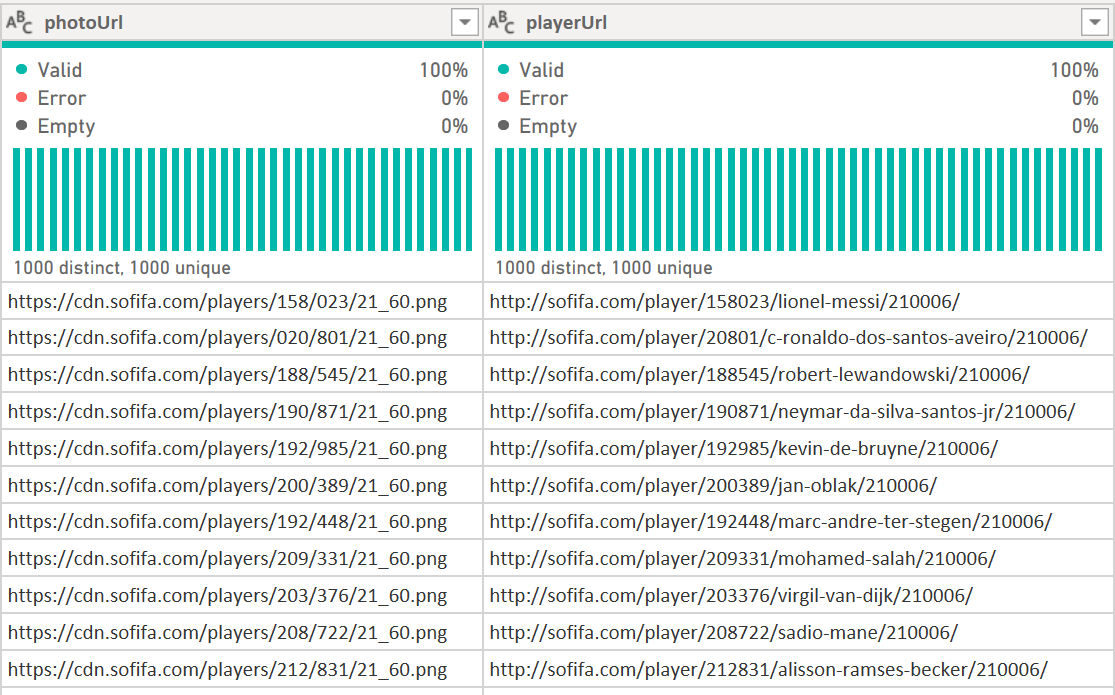 ABC photoUrl ABC playerUrl
Valid 100% Valid 100%
Error 0% Error 0%
Empty 0% Empty 0%
1000 distinct, 1000 unique 1000 distinct, 1000 unique
https://cdn.sofifa.com/players/158/023/21_60.png http://sofifa.com/player/158023/lionel-messi/210006/
https://cdn.sofifa.com/players/020/801/21_60.png http://sofifa.com/player/20801/c-ronaldo-dos-santos-aveiro/210006/
https://cdn.sofifa.com/players/188/545/21_60.png http://sofifa.com/player/188545/robert-lewandowski/210006/
https://cdn.sofifa.com/players/190/871/21_60.png http://sofifa.com/player/190871/neymar-da-silva-santos-jr/210006/
https://cdn.sofifa.com/players/192/985/21_60.png http://sofifa.com/player/192985/kevin-de-bruyne/210006/
https://cdn.sofifa.com/players/200/389/21_60.png http://sofifa.com/player/200389/jan-oblak/210006/
https://cdn.sofifa.com/players/192/448/21_60.png http://sofifa.com/player/192448/marc-andre-ter-stegen/210006/
https://cdn.sofifa.com/players/209/331/21_60.png http://sofifa.com/player/209331/mohamed-salah/210006/
https://cdn.sofifa.com/players/203/376/21_60.png http://sofifa.com/player/203376/virgil-van-dijk/210006/
https://cdn.sofifa.com/players/208/722/21_60.png http://sofifa.com/player/208722/sadio-mane/210006/
https://cdn.sofifa.com/players/212/831/21_60.png http://sofifa.com/player/212831/alisson-ramses-becker/210006/